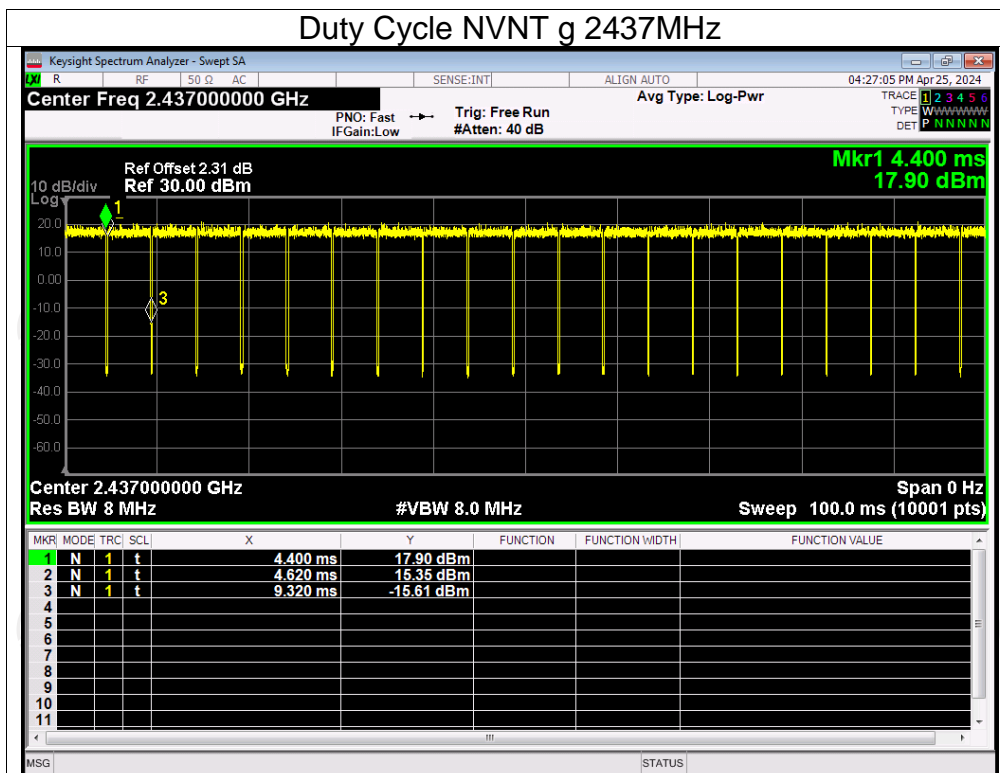 Duty Cycle NVNT g 2437MHz
Keysight Spectrum Analyzer - Swept SA
LXI R RF 50 Ω AC SENSE:INT ALIGN AUTO 04:27:05 PM Apr 25, 2024
Center Freq 2.437000000 GHz
PNO: Fast
IFGain:Low
Trig: Free Run
#Atten: 40 dB
Avg Type: Log-Pwr
TRACE 1 2 3 4 5 6
TYPE WWWWWW
DET P N N N N N
Mkr1 4.400 ms
17.90 dBm
Ref Offset 2.31 dB
10 dB/div Ref 30.00 dBm
Log
1
20.0
10.0
0.00
3
-10.0
-20.0
-30.0
-40.0
-50.0
-60.0
Center 2.437000000 GHz Span 0 Hz
Res BW 8 MHz #VBW 8.0 MHz Sweep 100.0 ms (10001 pts)
MKR MODE TRC SCL X Y FUNCTION FUNCTION WIDTH FUNCTION VALUE
1 N 1 t 4.400 ms 17.90 dBm
2 N 1 t 4.620 ms 15.35 dBm
3 N 1 t 9.320 ms -15.61 dBm
4
5
6
7
8
9
10
11
MSG STATUS